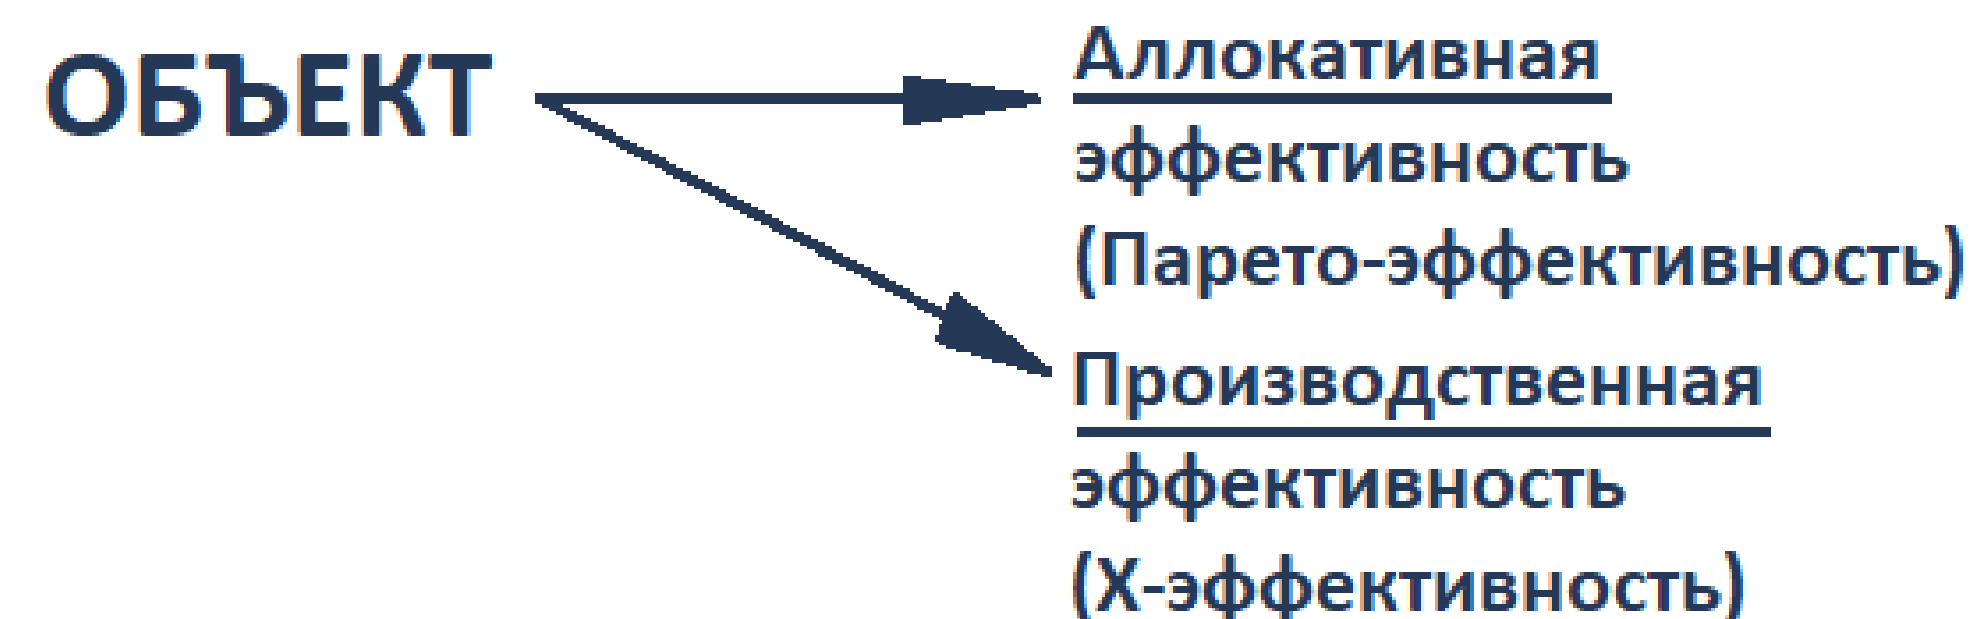 ОБЪЕКТ
Аллокативная
эффективность
(Парето-эффективность)
Производственная
эффективность
(Х-эффективность)